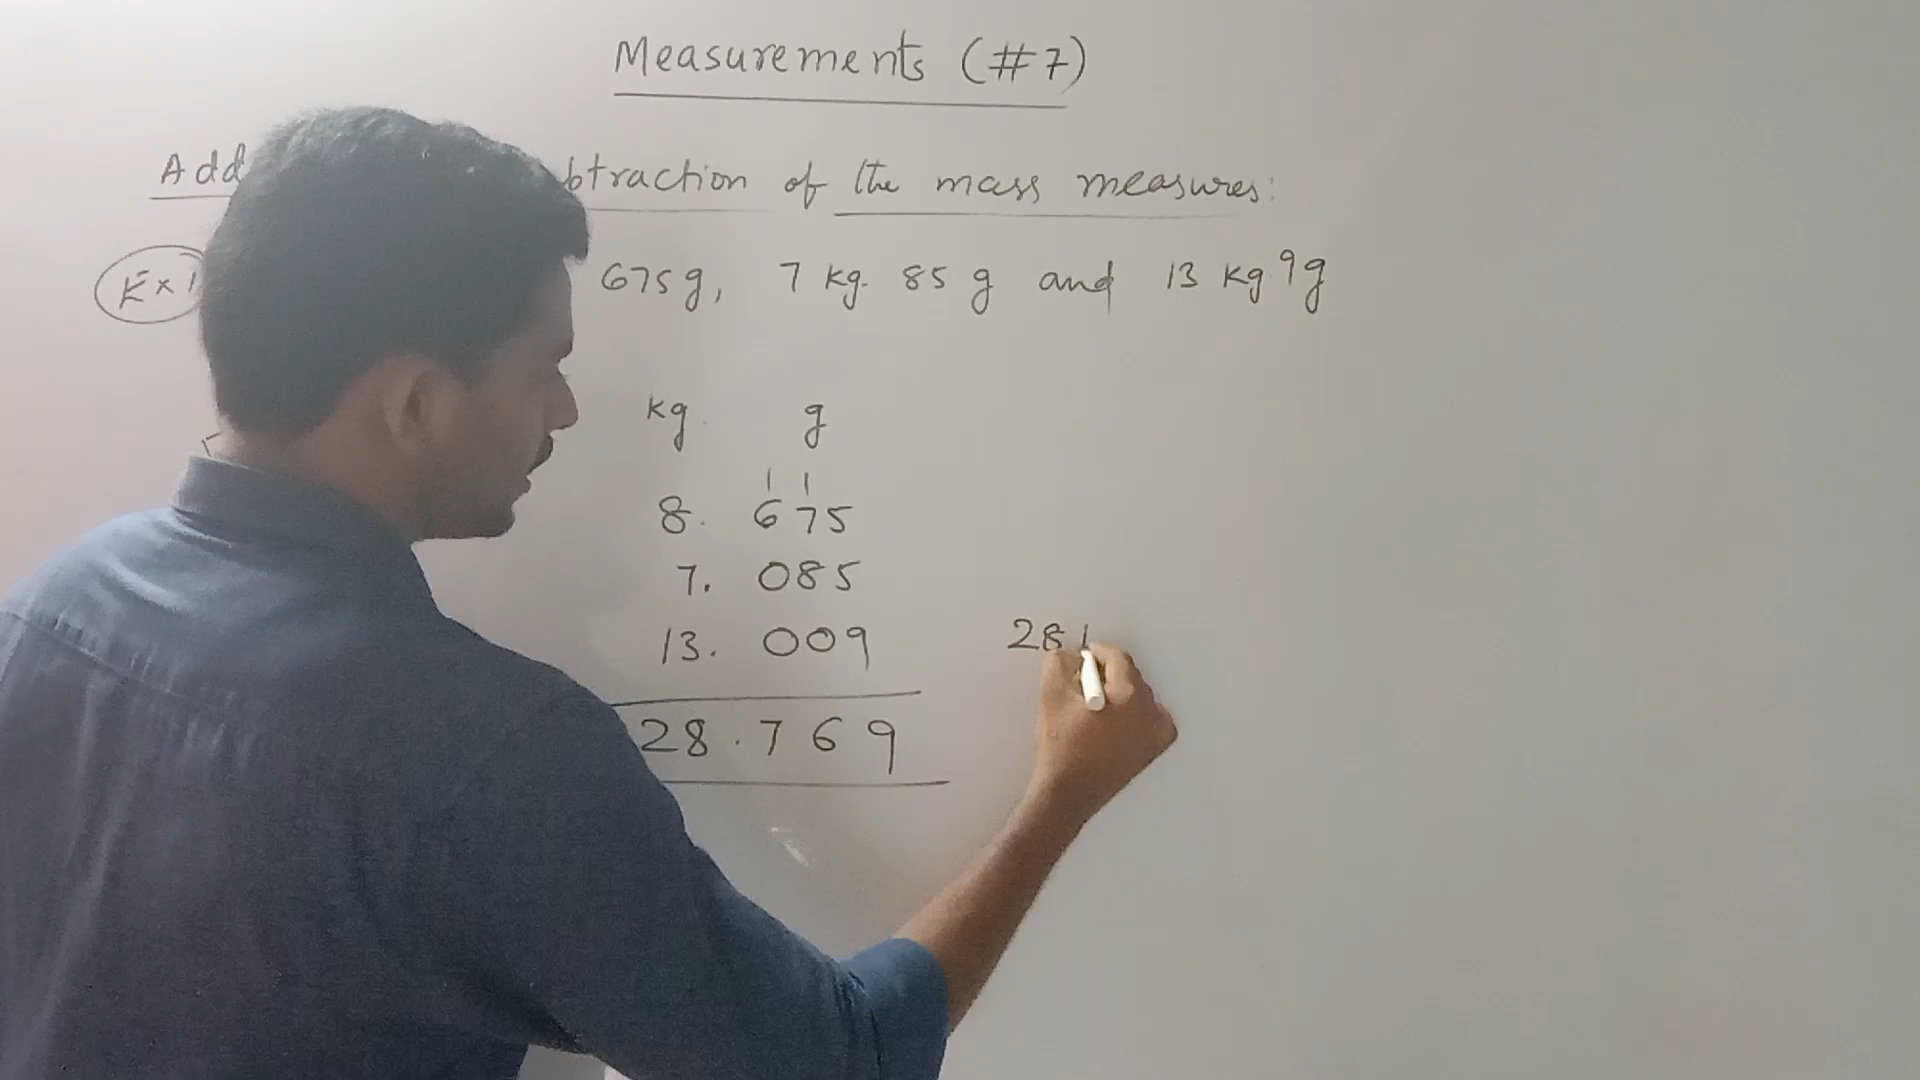 Measurements (#7)
Add btraction of the mass measures:
Ex 1 675g, 7 kg. 85 g and 13 kg.9g
kg. g
1 1
8. 675
7. 085
13. 009
28.769
28